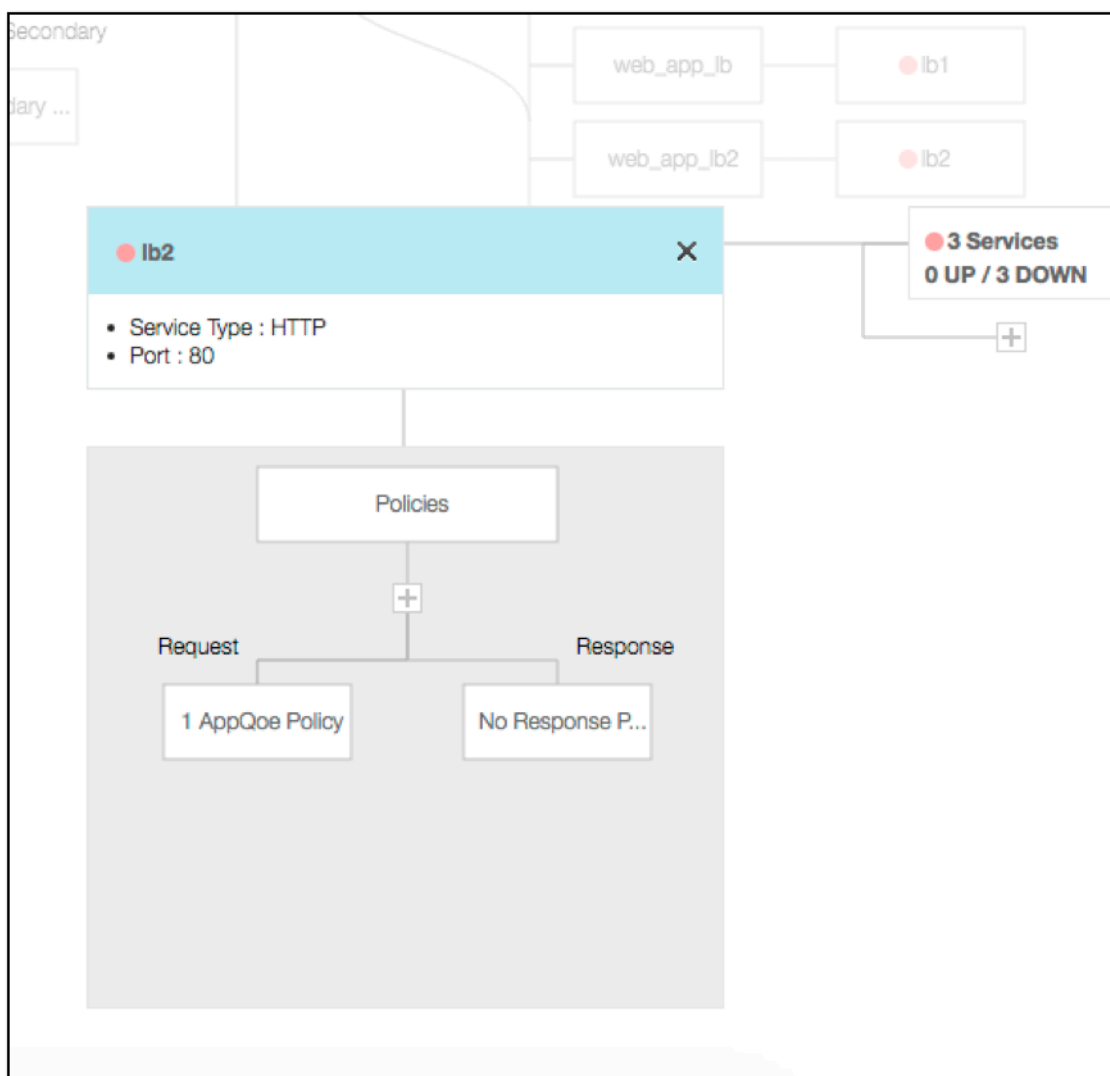 Secondary
dary ...
web_app_lb
lb1
web_app_lb2
lb2
lb2
3 Services
0 UP / 3 DOWN
• Service Type : HTTP
• Port : 80
Policies
Request
Response
1 AppQoe Policy
No Response P...